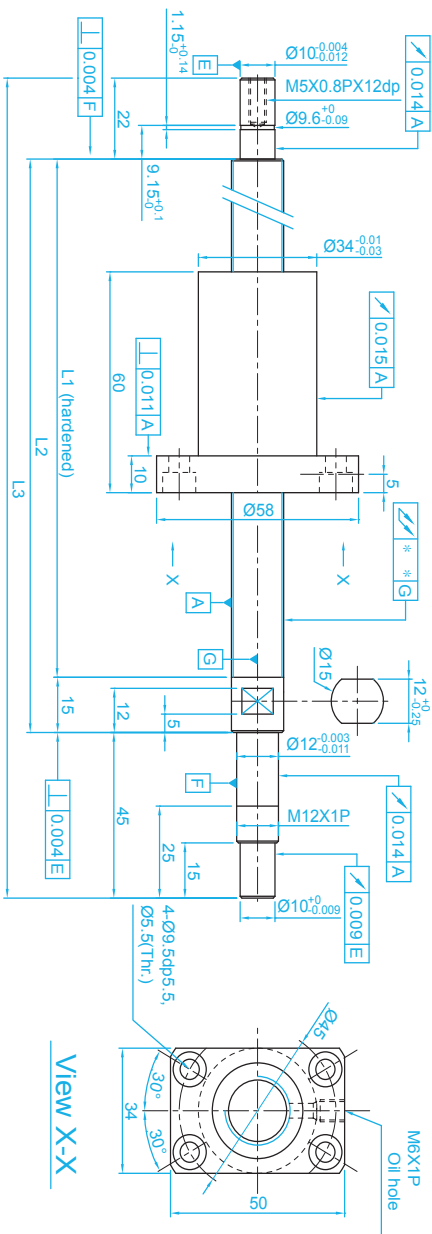 1.15 +0.14 -0
E
Ø10 -0.004 -0.012
M5X0.8PX12dp
Ø9.6 +0 -0.09
0.014 A
0.004 F
22
9.15 +0.1 -0
Ø34 -0.01 -0.03
0.015 A
60
0.011 A
10
5
Ø58
L1 (hardened)
L2
L3
X
X
* * G
A
G
Ø15
12 +0 -0.25
15
12
5
Ø12 -0.003 -0.011
F
M12X1P
0.014 A
0.004 E
45
25
15
0.009 E
Ø10 +0 -0.009
4-Ø9.5dp5.5,
Ø5.5(Thr.)
Ø45
M6X1P
Oil hole
30°
30°
34
50
View X-X